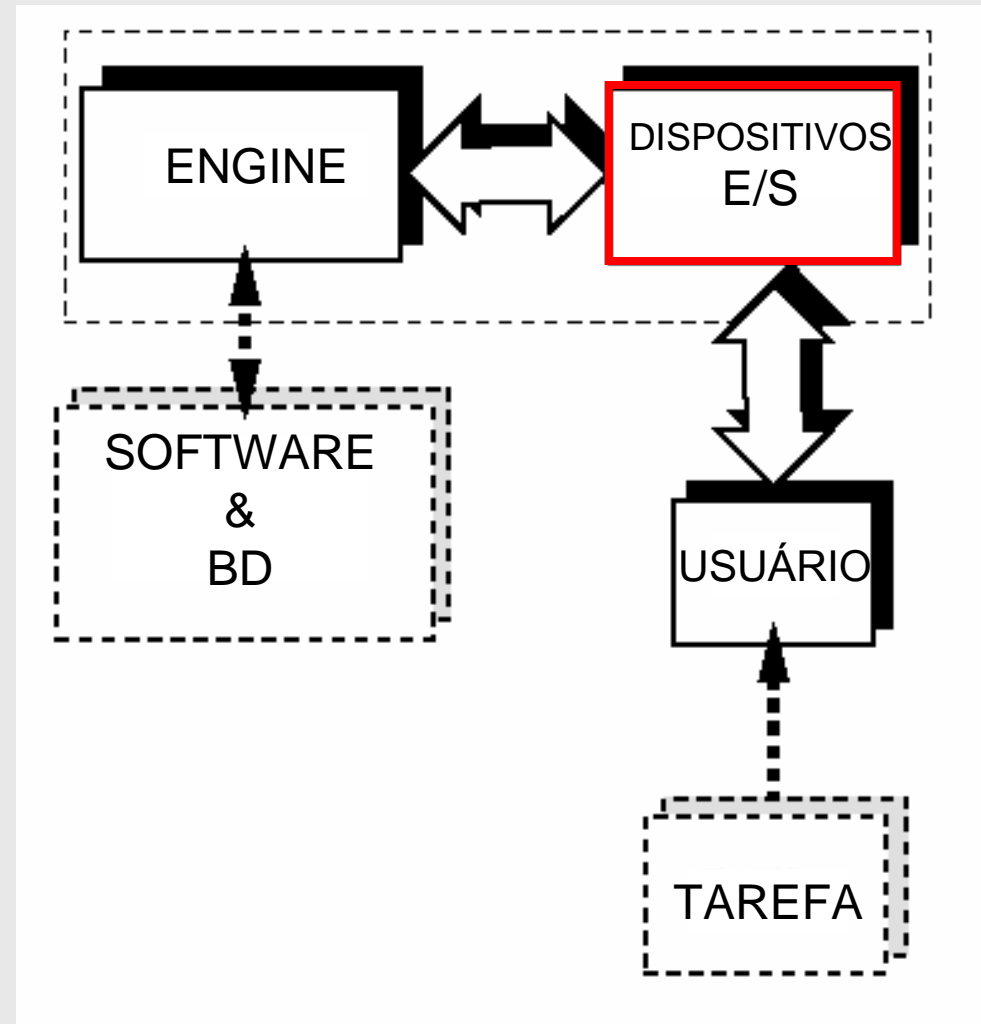 ENGINE
DISPOSITIVOS
E/S
SOFTWARE
&
BD
USUÁRIO
TAREFA